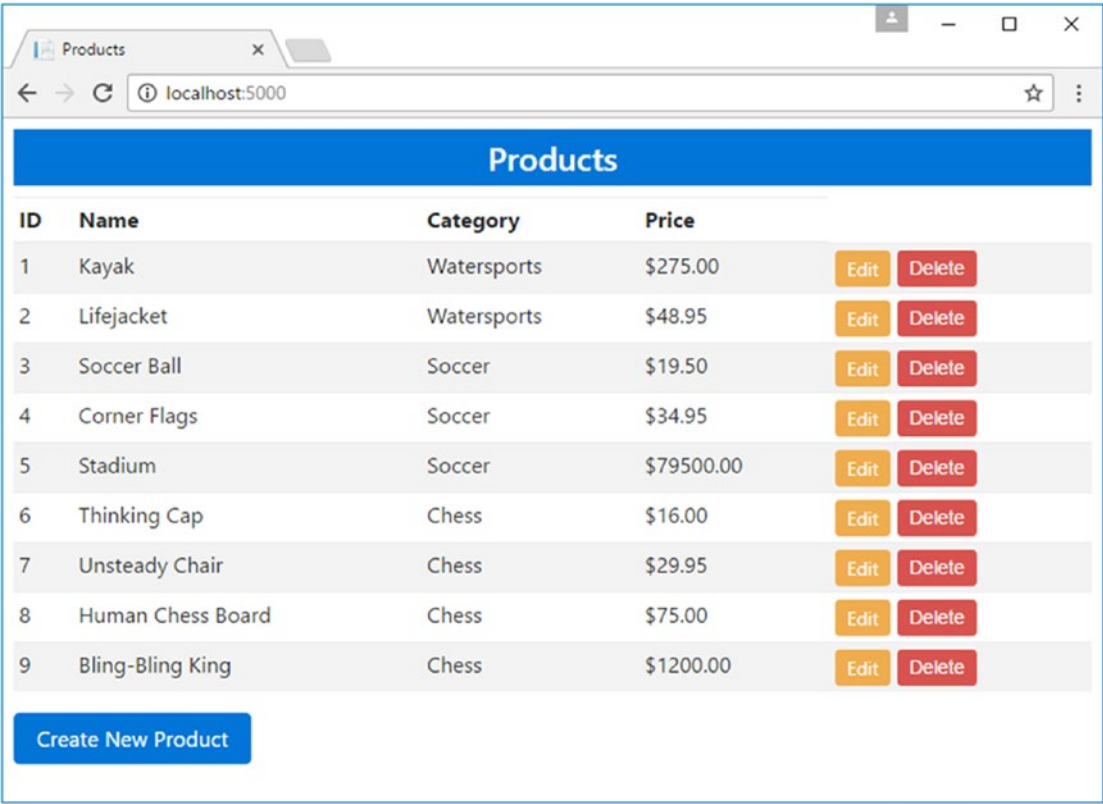 Products
localhost:5000
Products
ID Name Category Price
1 Kayak Watersports $275.00 Edit Delete
2 Lifejacket Watersports $48.95 Edit Delete
3 Soccer Ball Soccer $19.50 Edit Delete
4 Corner Flags Soccer $34.95 Edit Delete
5 Stadium Soccer $79500.00 Edit Delete
6 Thinking Cap Chess $16.00 Edit Delete
7 Unsteady Chair Chess $29.95 Edit Delete
8 Human Chess Board Chess $75.00 Edit Delete
9 Bling-Bling King Chess $1200.00 Edit Delete
Create New Product